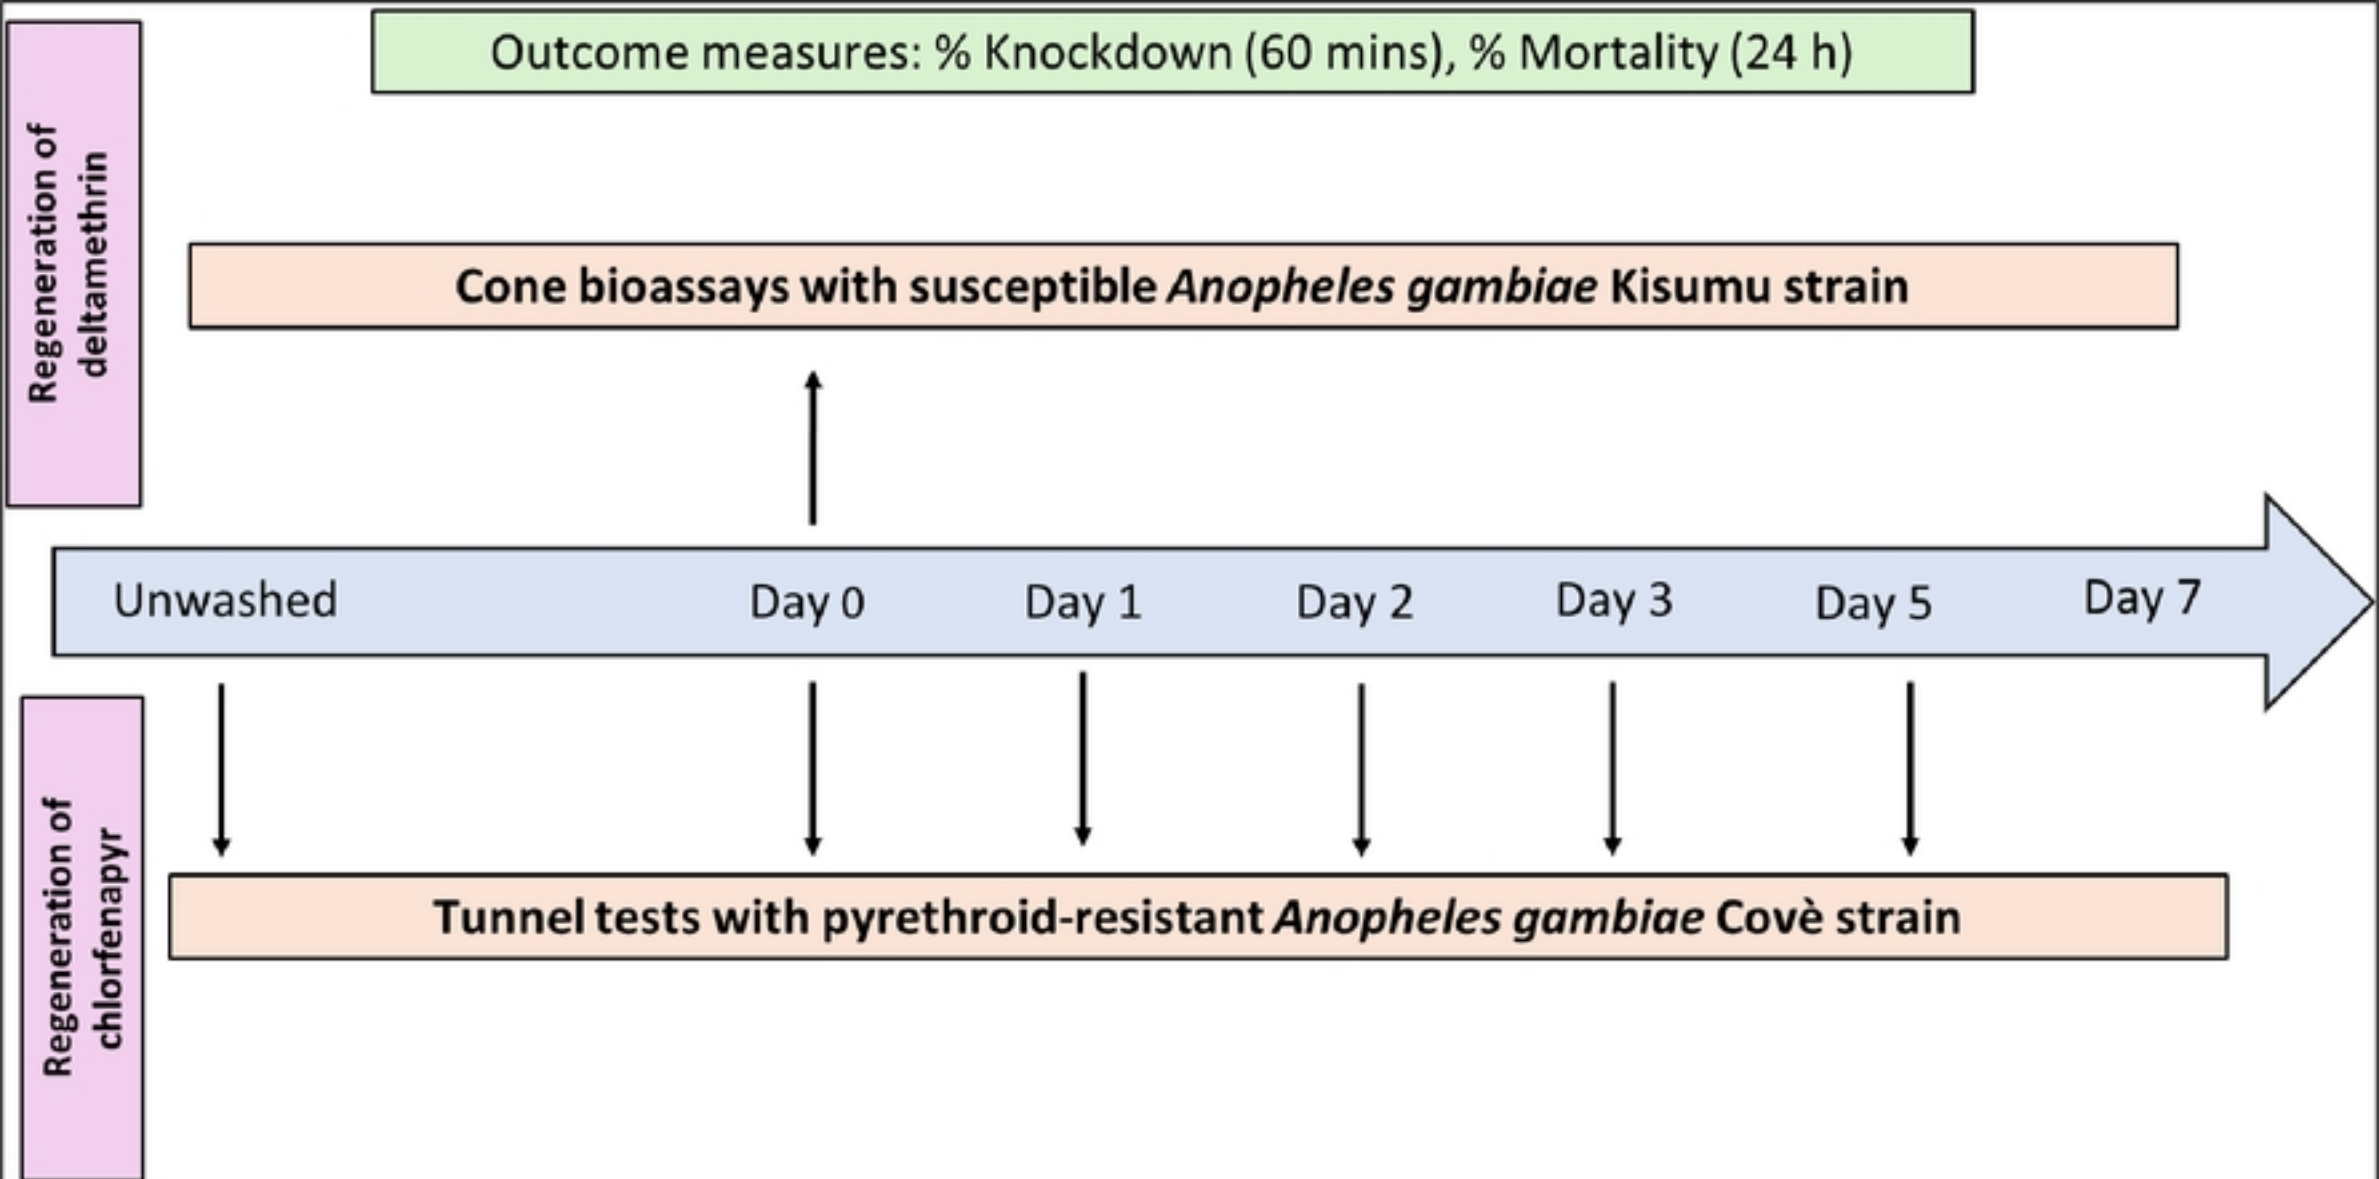 Outcome measures: % Knockdown (60 mins), % Mortality (24 h)
Regeneration of
deltamethrin
Cone bioassays with susceptible Anopheles gambiae Kisumu strain
Unwashed Day 0 Day 1 Day 2 Day 3 Day 5 Day 7
Regeneration of
chlorfenapyr
Tunnel tests with pyrethroid-resistant Anopheles gambiae Covè strain